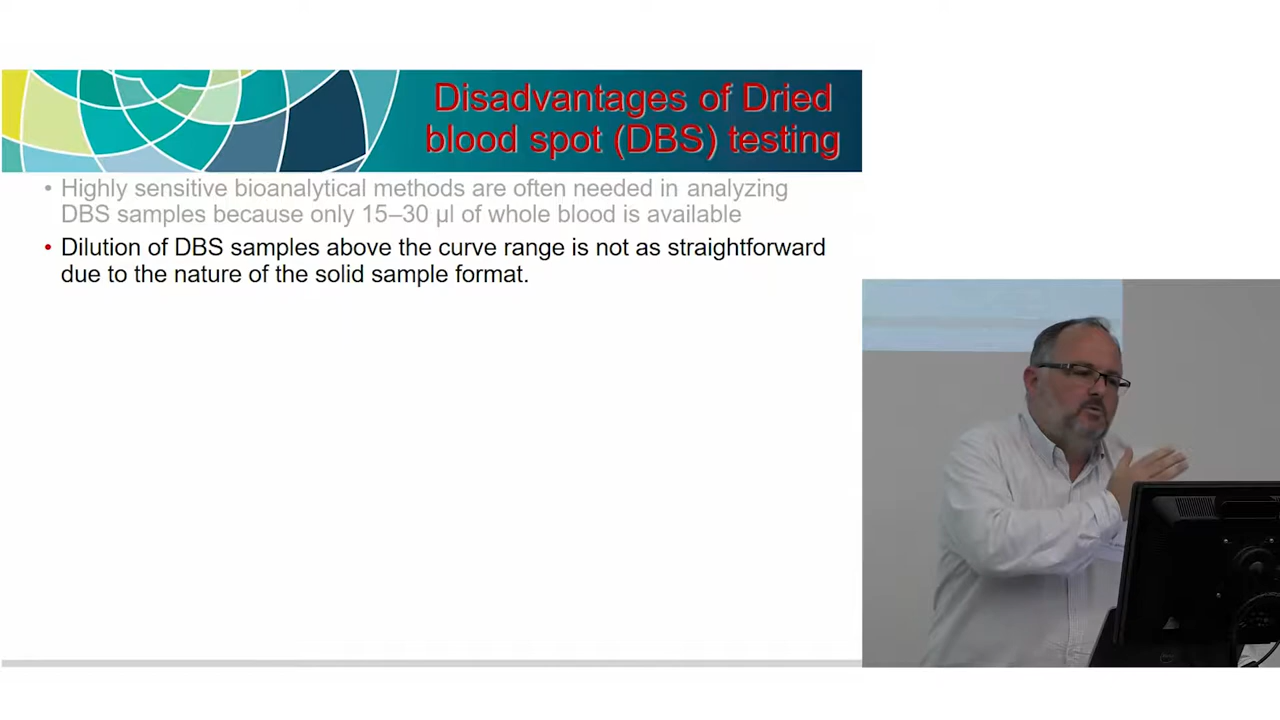 Disadvantages of Dried
blood spot (DBS) testing
• Highly sensitive bioanalytical methods are often needed in analyzing
DBS samples because only 15–30 µl of whole blood is available
• Dilution of DBS samples above the curve range is not as straightforward
due to the nature of the solid sample format.